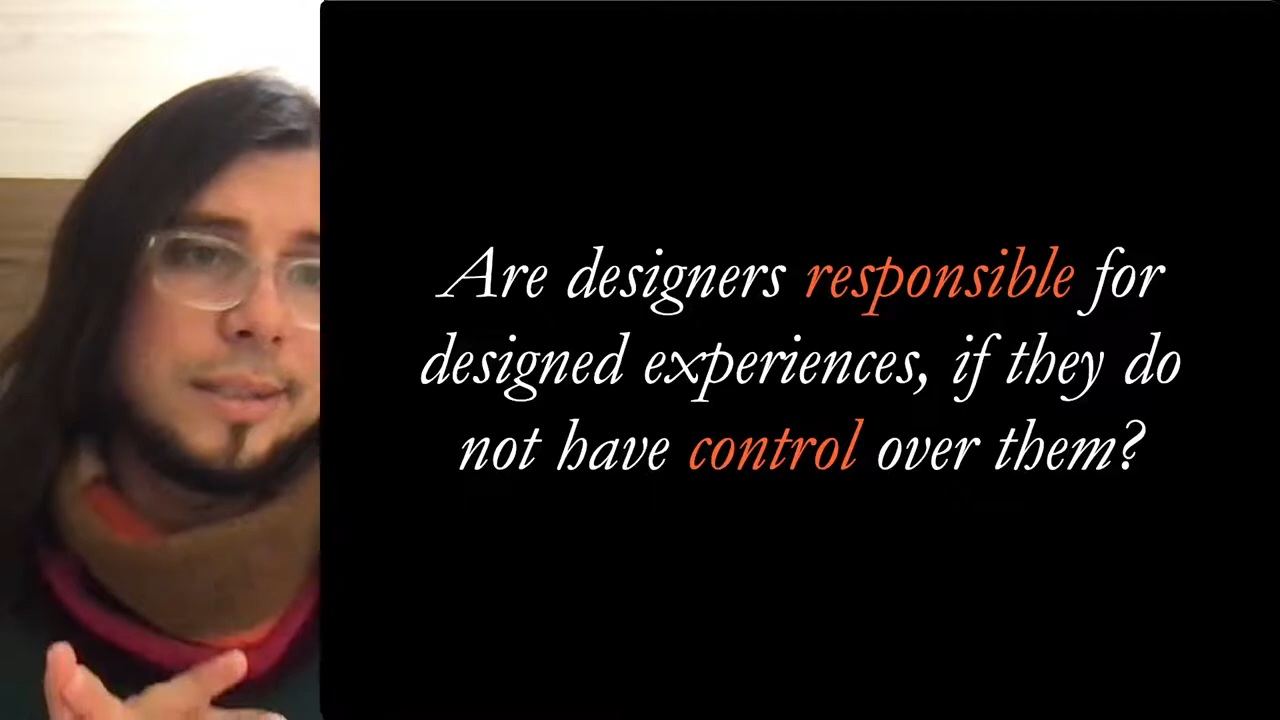 Are designers responsible for
designed experiences, if they do
not have control over them?